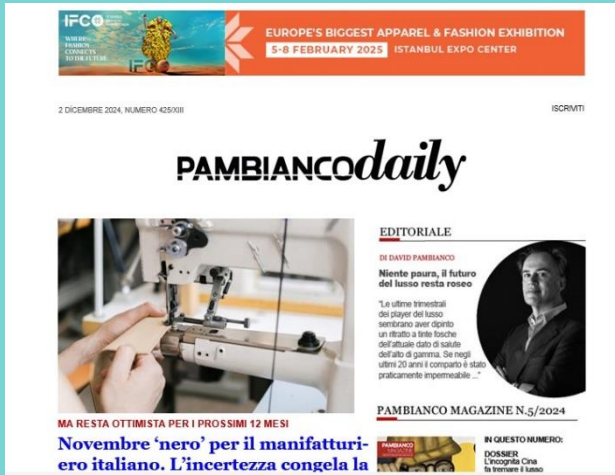 IFCO
WHERE
FASHION
CONNECTS
TO THE FUTURE
IFCO
EUROPE'S BIGGEST APPAREL & FASHION EXHIBITION
5-8 FEBRUARY 2025 ISTANBUL EXPO CENTER
2 DICEMBRE 2024, NUMERO 425/XIII
ISCRIVITI
PAMBIANCOdaily
EDITORIALE
DI DAVID PAMBIANCO
Niente paura, il futuro
del lusso resta roseo
"Le ultime trimestrali
dei player del lusso
sembrano aver dipinto
un ritratto a tinte fosche
dell'attuale dato di salute
dell'alto di gamma. Se negli
ultimi 20 anni il comparto è stato
praticamente impermeabile ..."
MA RESTA OTTIMISTA PER I PROSSIMI 12 MESI
Novembre ‘nero’ per il manifatturi-
ero italiano. L’incertezza congela la
PAMBIANCO MAGAZINE N.5/2024
PAMBIANCO
MAGAZINE
IN QUESTO NUMERO:
DOSSIER
L'incognita Cina
fa tremare il lusso